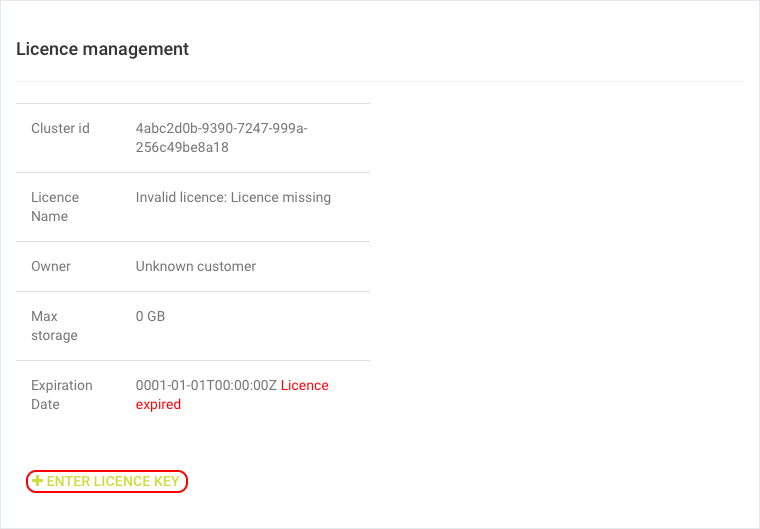 Licence management
Cluster id
4abc2d0b-9390-7247-999a-
256c49be8a18
Licence
Name
Invalid licence: Licence missing
Owner
Unknown customer
Max
storage
0 GB
Expiration
Date
0001-01-01T00:00:00Z Licence
expired
ENTER LICENCE KEY